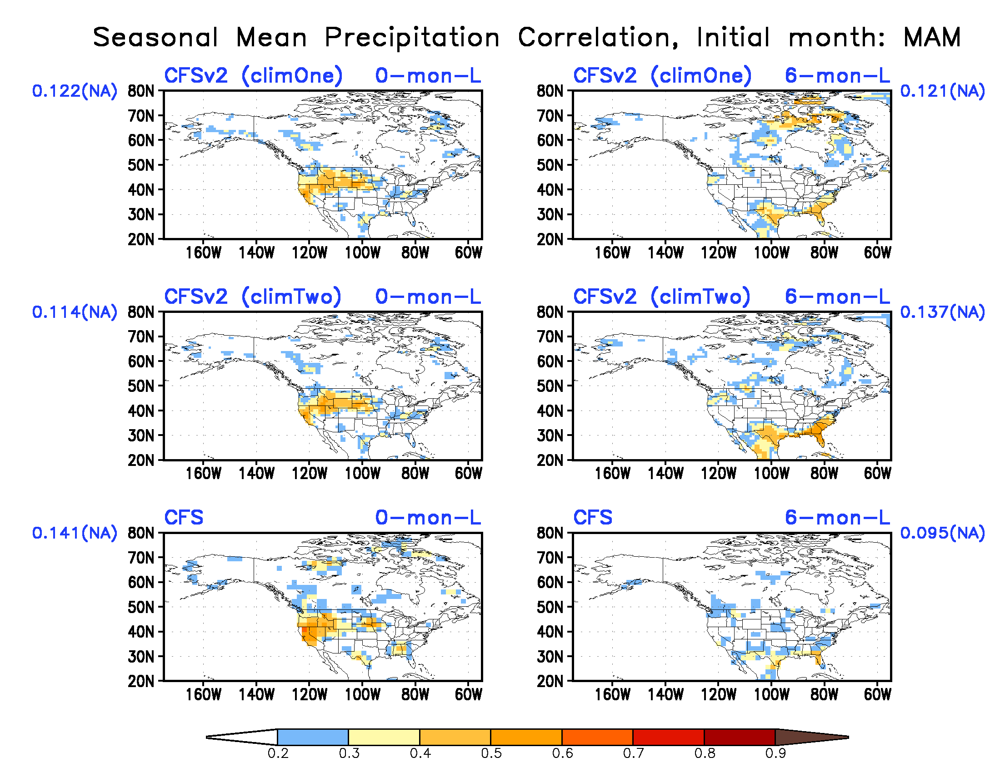 Seasonal Mean Precipitation Correlation, Initial month: MAM
CFSv2 (climOne) 0-mon-L
CFSv2 (climOne) 6-mon-L
0.122(NA)
80N
70N
60N
50N
40N
30N
20N
160W 140W 120W 100W 80W 60W
80N
70N
60N
50N
40N
30N
20N
160W 140W 120W 100W 80W 60W
0.121(NA)
CFSv2 (climTwo) 0-mon-L
CFSv2 (climTwo) 6-mon-L
0.114(NA)
80N
70N
60N
50N
40N
30N
20N
160W 140W 120W 100W 80W 60W
80N
70N
60N
50N
40N
30N
20N
160W 140W 120W 100W 80W 60W
0.137(NA)
CFS 0-mon-L
CFS 6-mon-L
0.141(NA)
80N
70N
60N
50N
40N
30N
20N
160W 140W 120W 100W 80W 60W
80N
70N
60N
50N
40N
30N
20N
160W 140W 120W 100W 80W 60W
0.095(NA)
0.2 0.3 0.4 0.5 0.6 0.7 0.8 0.9